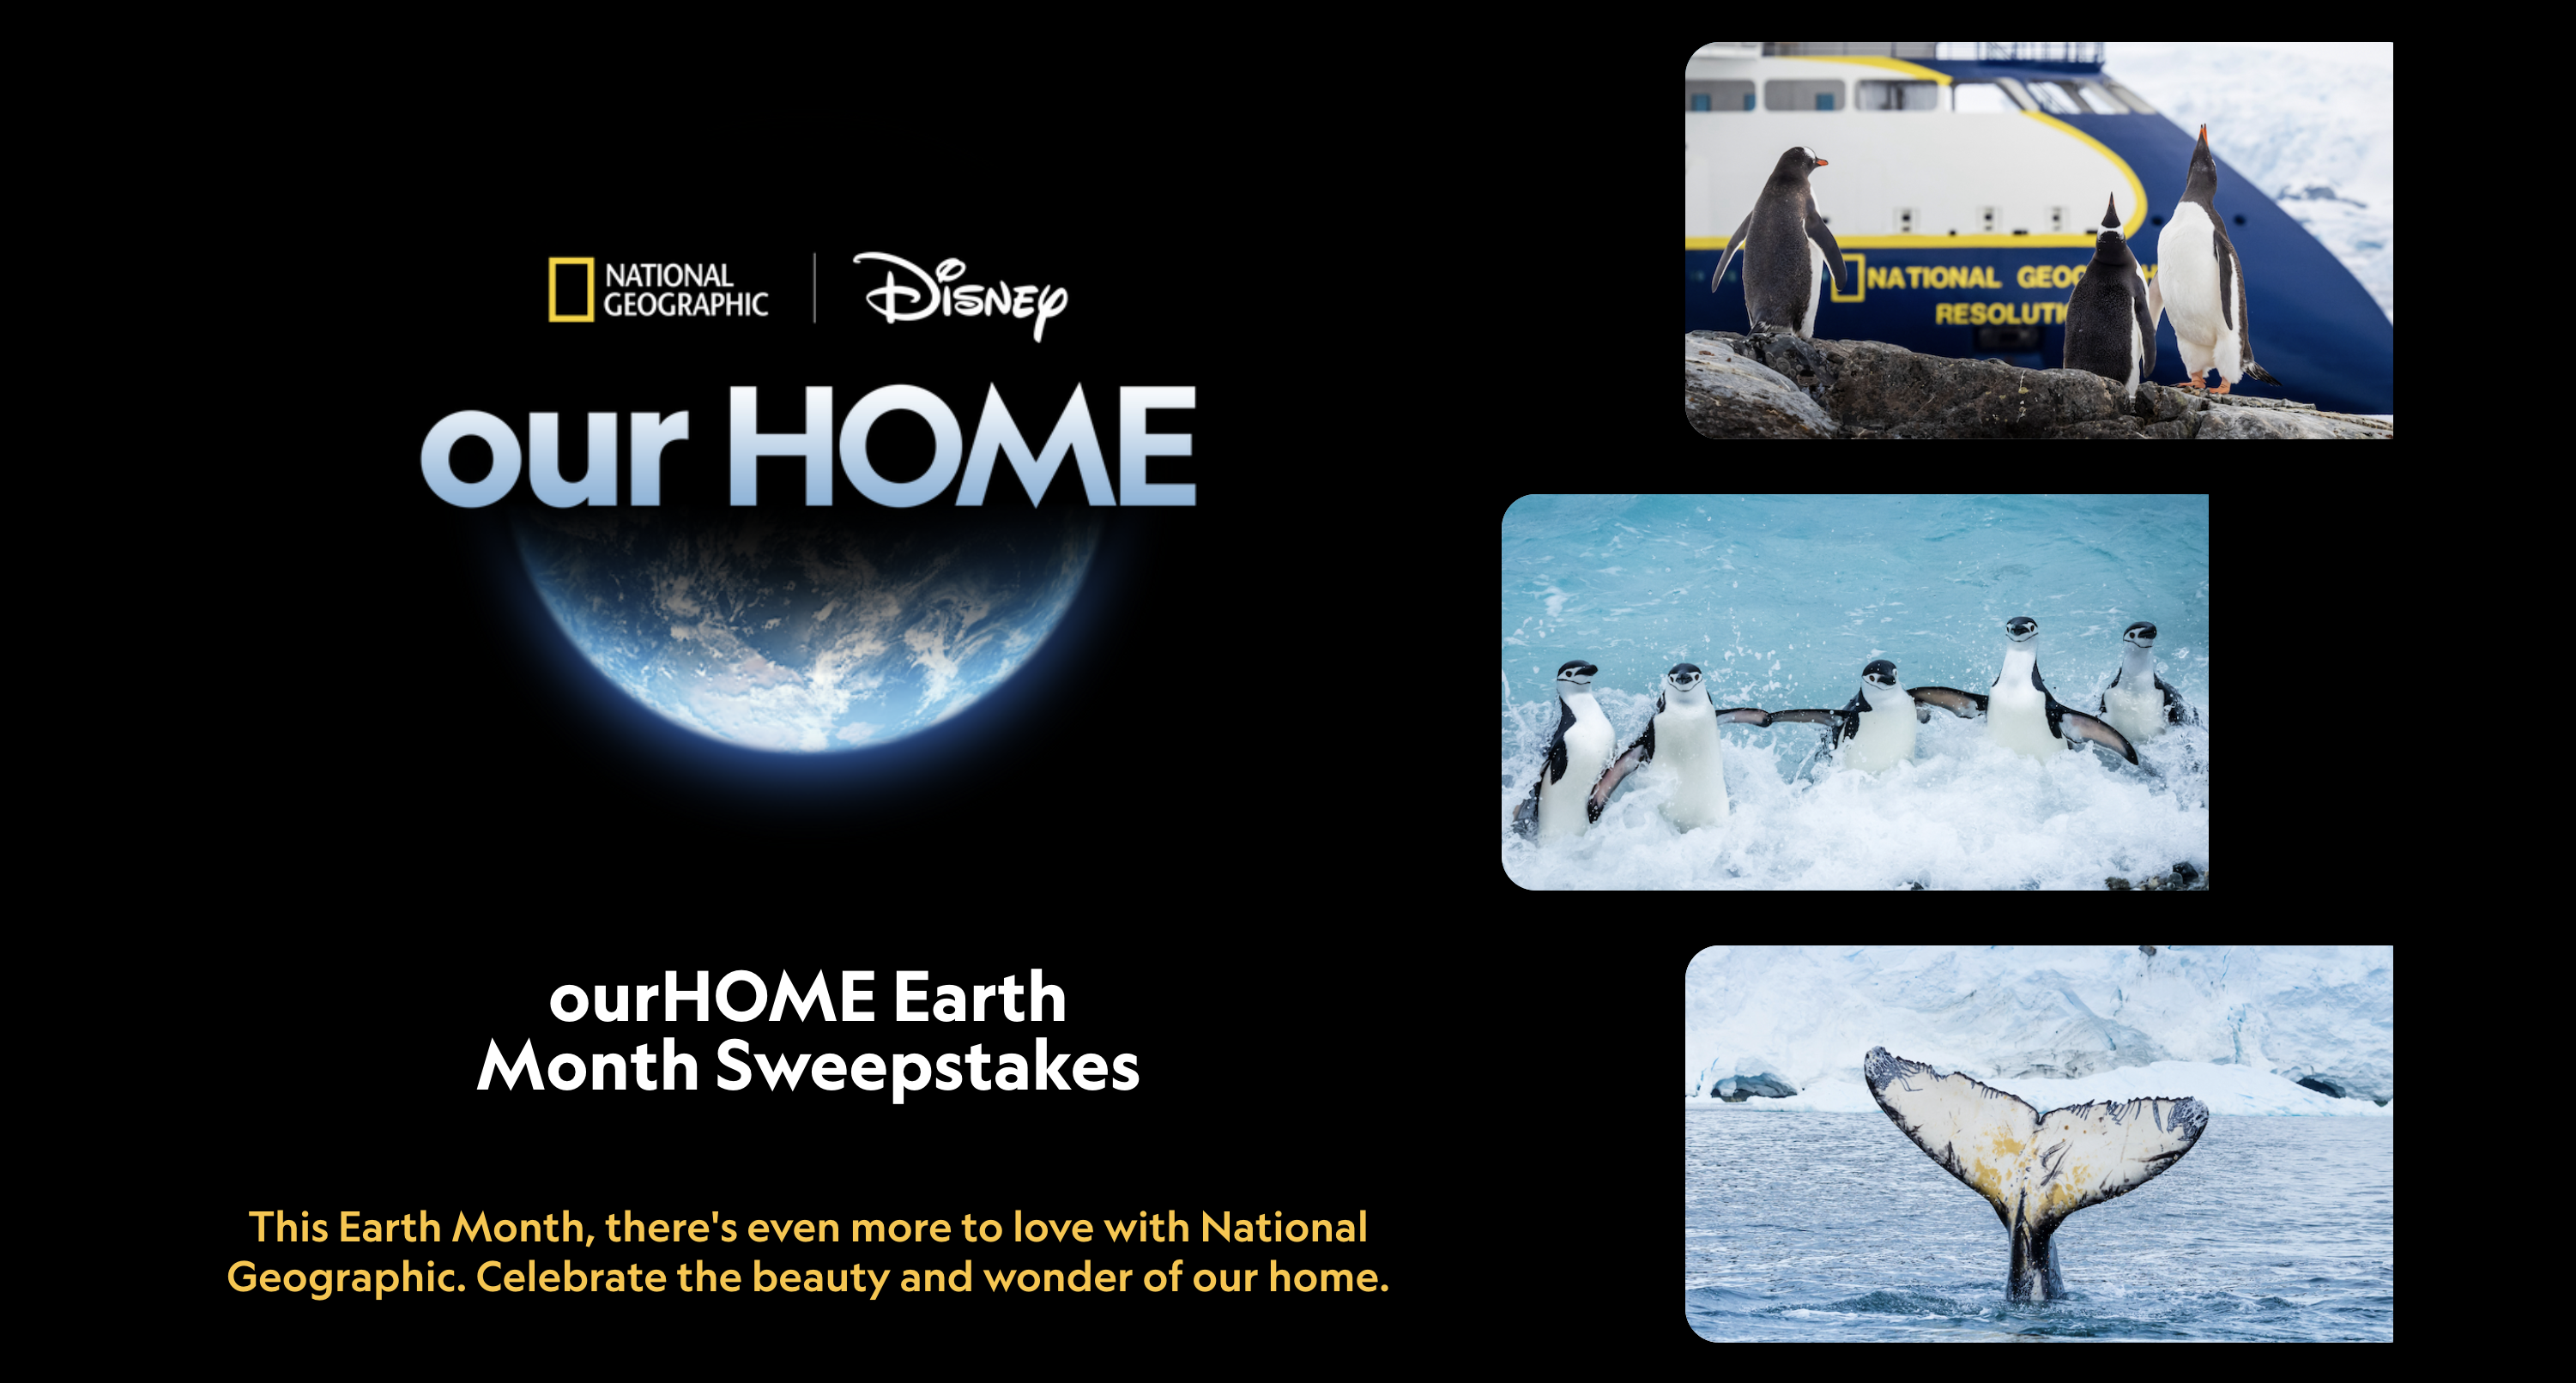 NATIONAL
GEOGRAPHIC
Disney
our HOME
ourHOME Earth
Month Sweepstakes
This Earth Month, there's even more to love with National
Geographic. Celebrate the beauty and wonder of our home.
NATIONAL